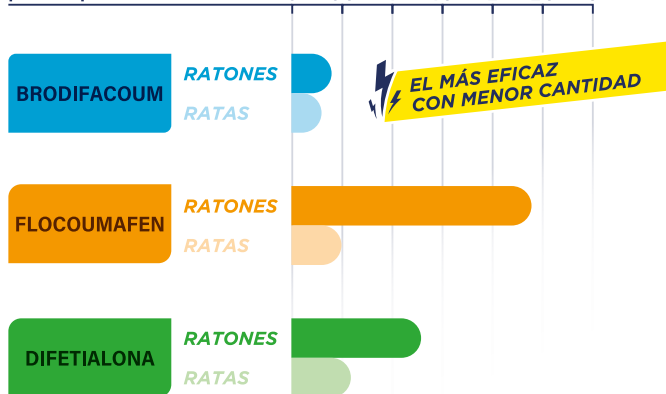 BRODIFACOUM
RATONES
RATAS
EL MÁS EFICAZ
CON MENOR CANTIDAD
FLOCOUMAFEN
RATONES
RATAS
DIFETIALONA
RATONES
RATAS